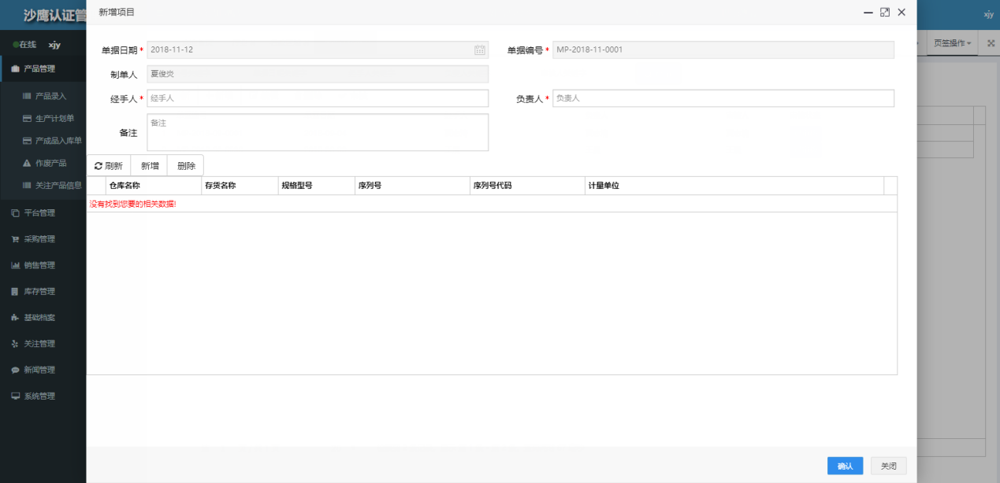 沙鹰认证管
新增项目
xjy
在线 xjy
页签操作
产品管理
产品录入
生产计划单
产成品入库单
作废产品
关注产品信息
平台管理
采购管理
销售管理
库存管理
基础档案
关注管理
新闻管理
系统管理
单据日期* 2018-11-12
单据编号* MP-2018-11-0001
制单人 夏俊炎
经手人* 经手人
负责人* 负责人
备注 备注
刷新 新增 删除
仓库名称 存货名称 规格型号 序列号 序列号代码 计量单位
没有找到您要的相关数据!
确认 关闭